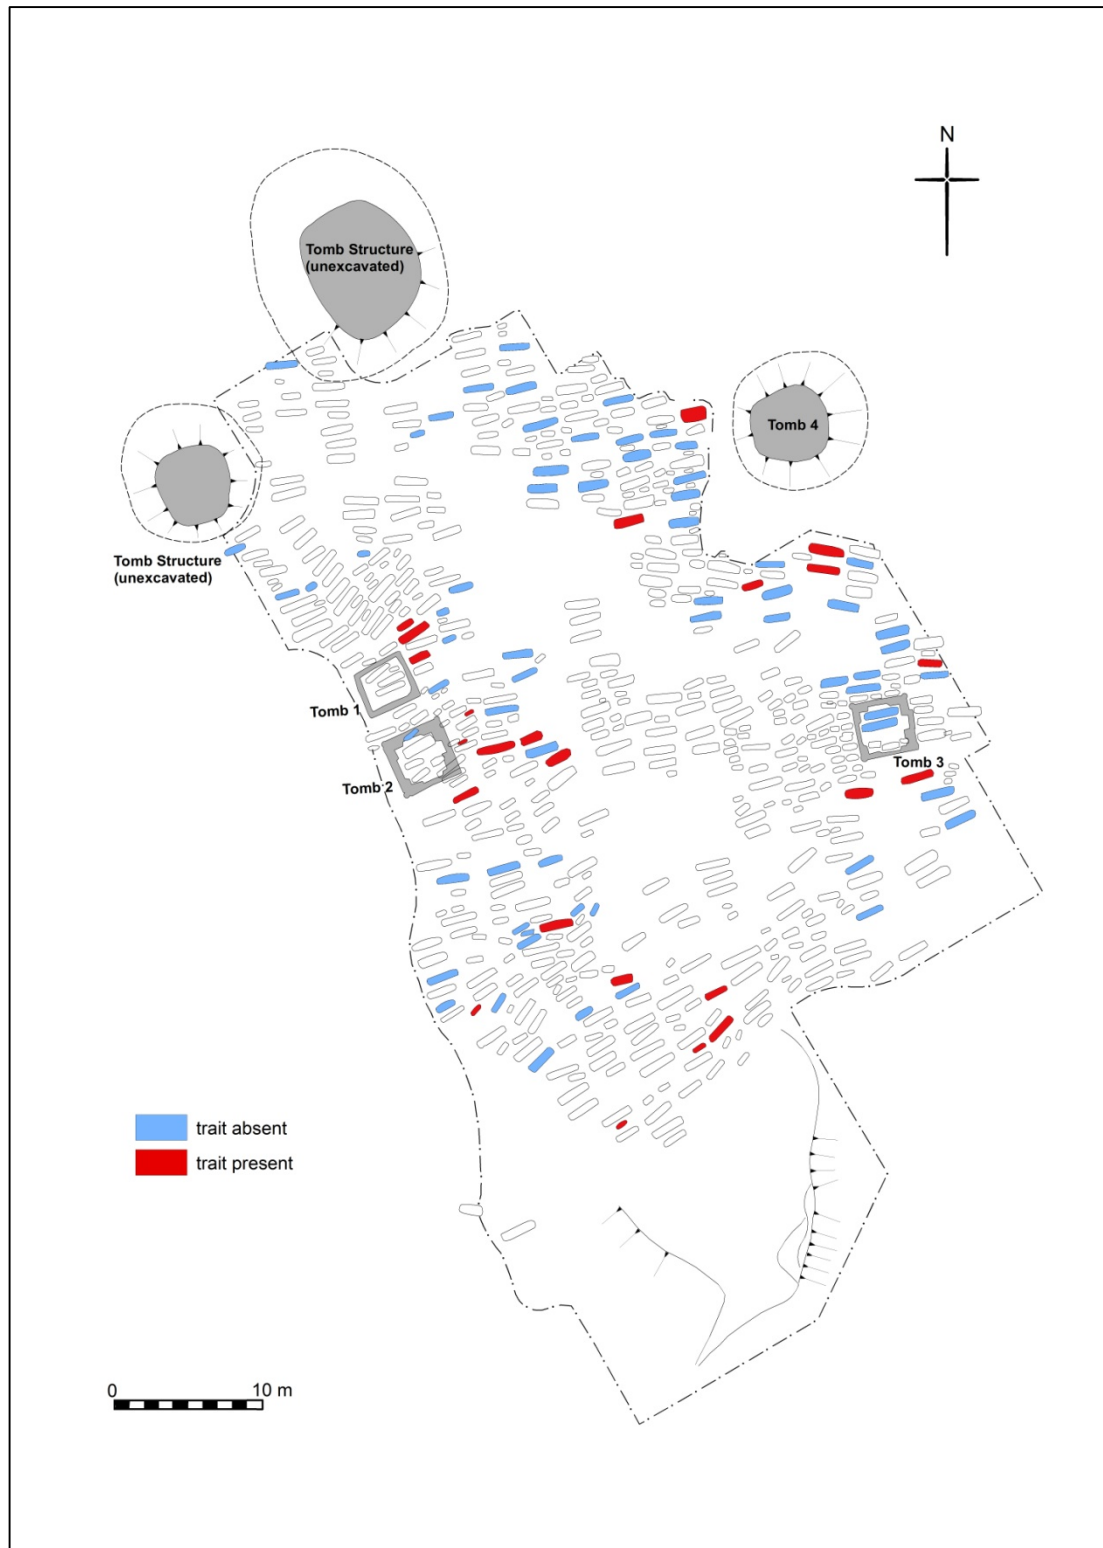 N
Tomb Structure
(unexcavated)
Tomb 4
Tomb Structure
(unexcavated)
Tomb 1
Tomb 2
Tomb 3
trait absent
trait present
0 10 m